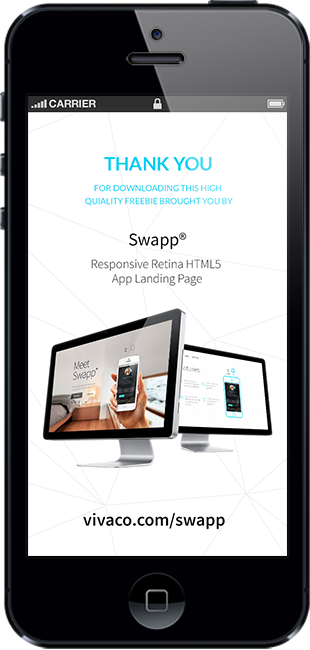 CARRIER
THANK YOU
FOR DOWNLOADING THIS HIGH
QUIALITY FREEBIE BROUGHT YOU BY
Swapp®
Responsive Retina HTML5
App Landing Page
Meet
Swapp
vivaco.com/swapp